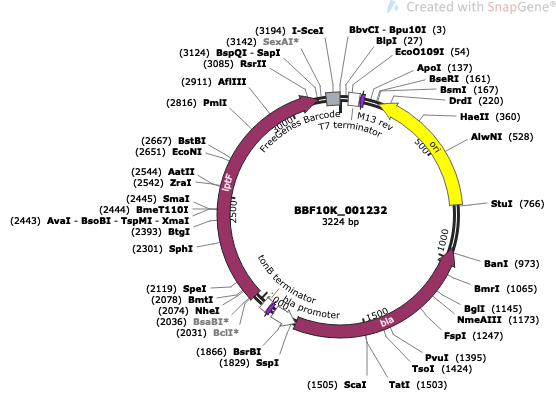 Created with SnapGene®
(3194) I-SceI
(3142) SexAI*
(3124) BspQI - SapI
(3085) RsrII
(2911) AflIII
(2816) PmlI
(2667) BstBI
(2651) EcoNI
(2544) AatII
(2542) ZraI
(2445) SmaI
(2444) BmeT110I
(2443) AvaI - BsoBI - TspMI - XmaI
(2393) BtgI
(2301) SphI
(2119) SpeI
(2078) BmtI
(2074) NheI
(2036) BsaBI*
(2031) BclI*
(1866) BsrBI
(1829) SspI
(1505) ScaI
BbvCI - Bpu10I (3)
BlpI (27)
EcoO109I (54)
ApoI (137)
BseRI (161)
BsmI (167)
DrdI (220)
HaeII (360)
AlwNI (528)
StuI (766)
BanI (973)
BmrI (1065)
BglI (1145)
NmeAIII (1173)
FspI (1247)
PvuI (1395)
TsoI (1424)
TatI (1503)
FreeGenes Barcode
T7 terminator
M13 rev
ori
500
1000
1500
2500
lptF
bla
tonB terminator
bla promoter
BBF10K_001232
3224 bp